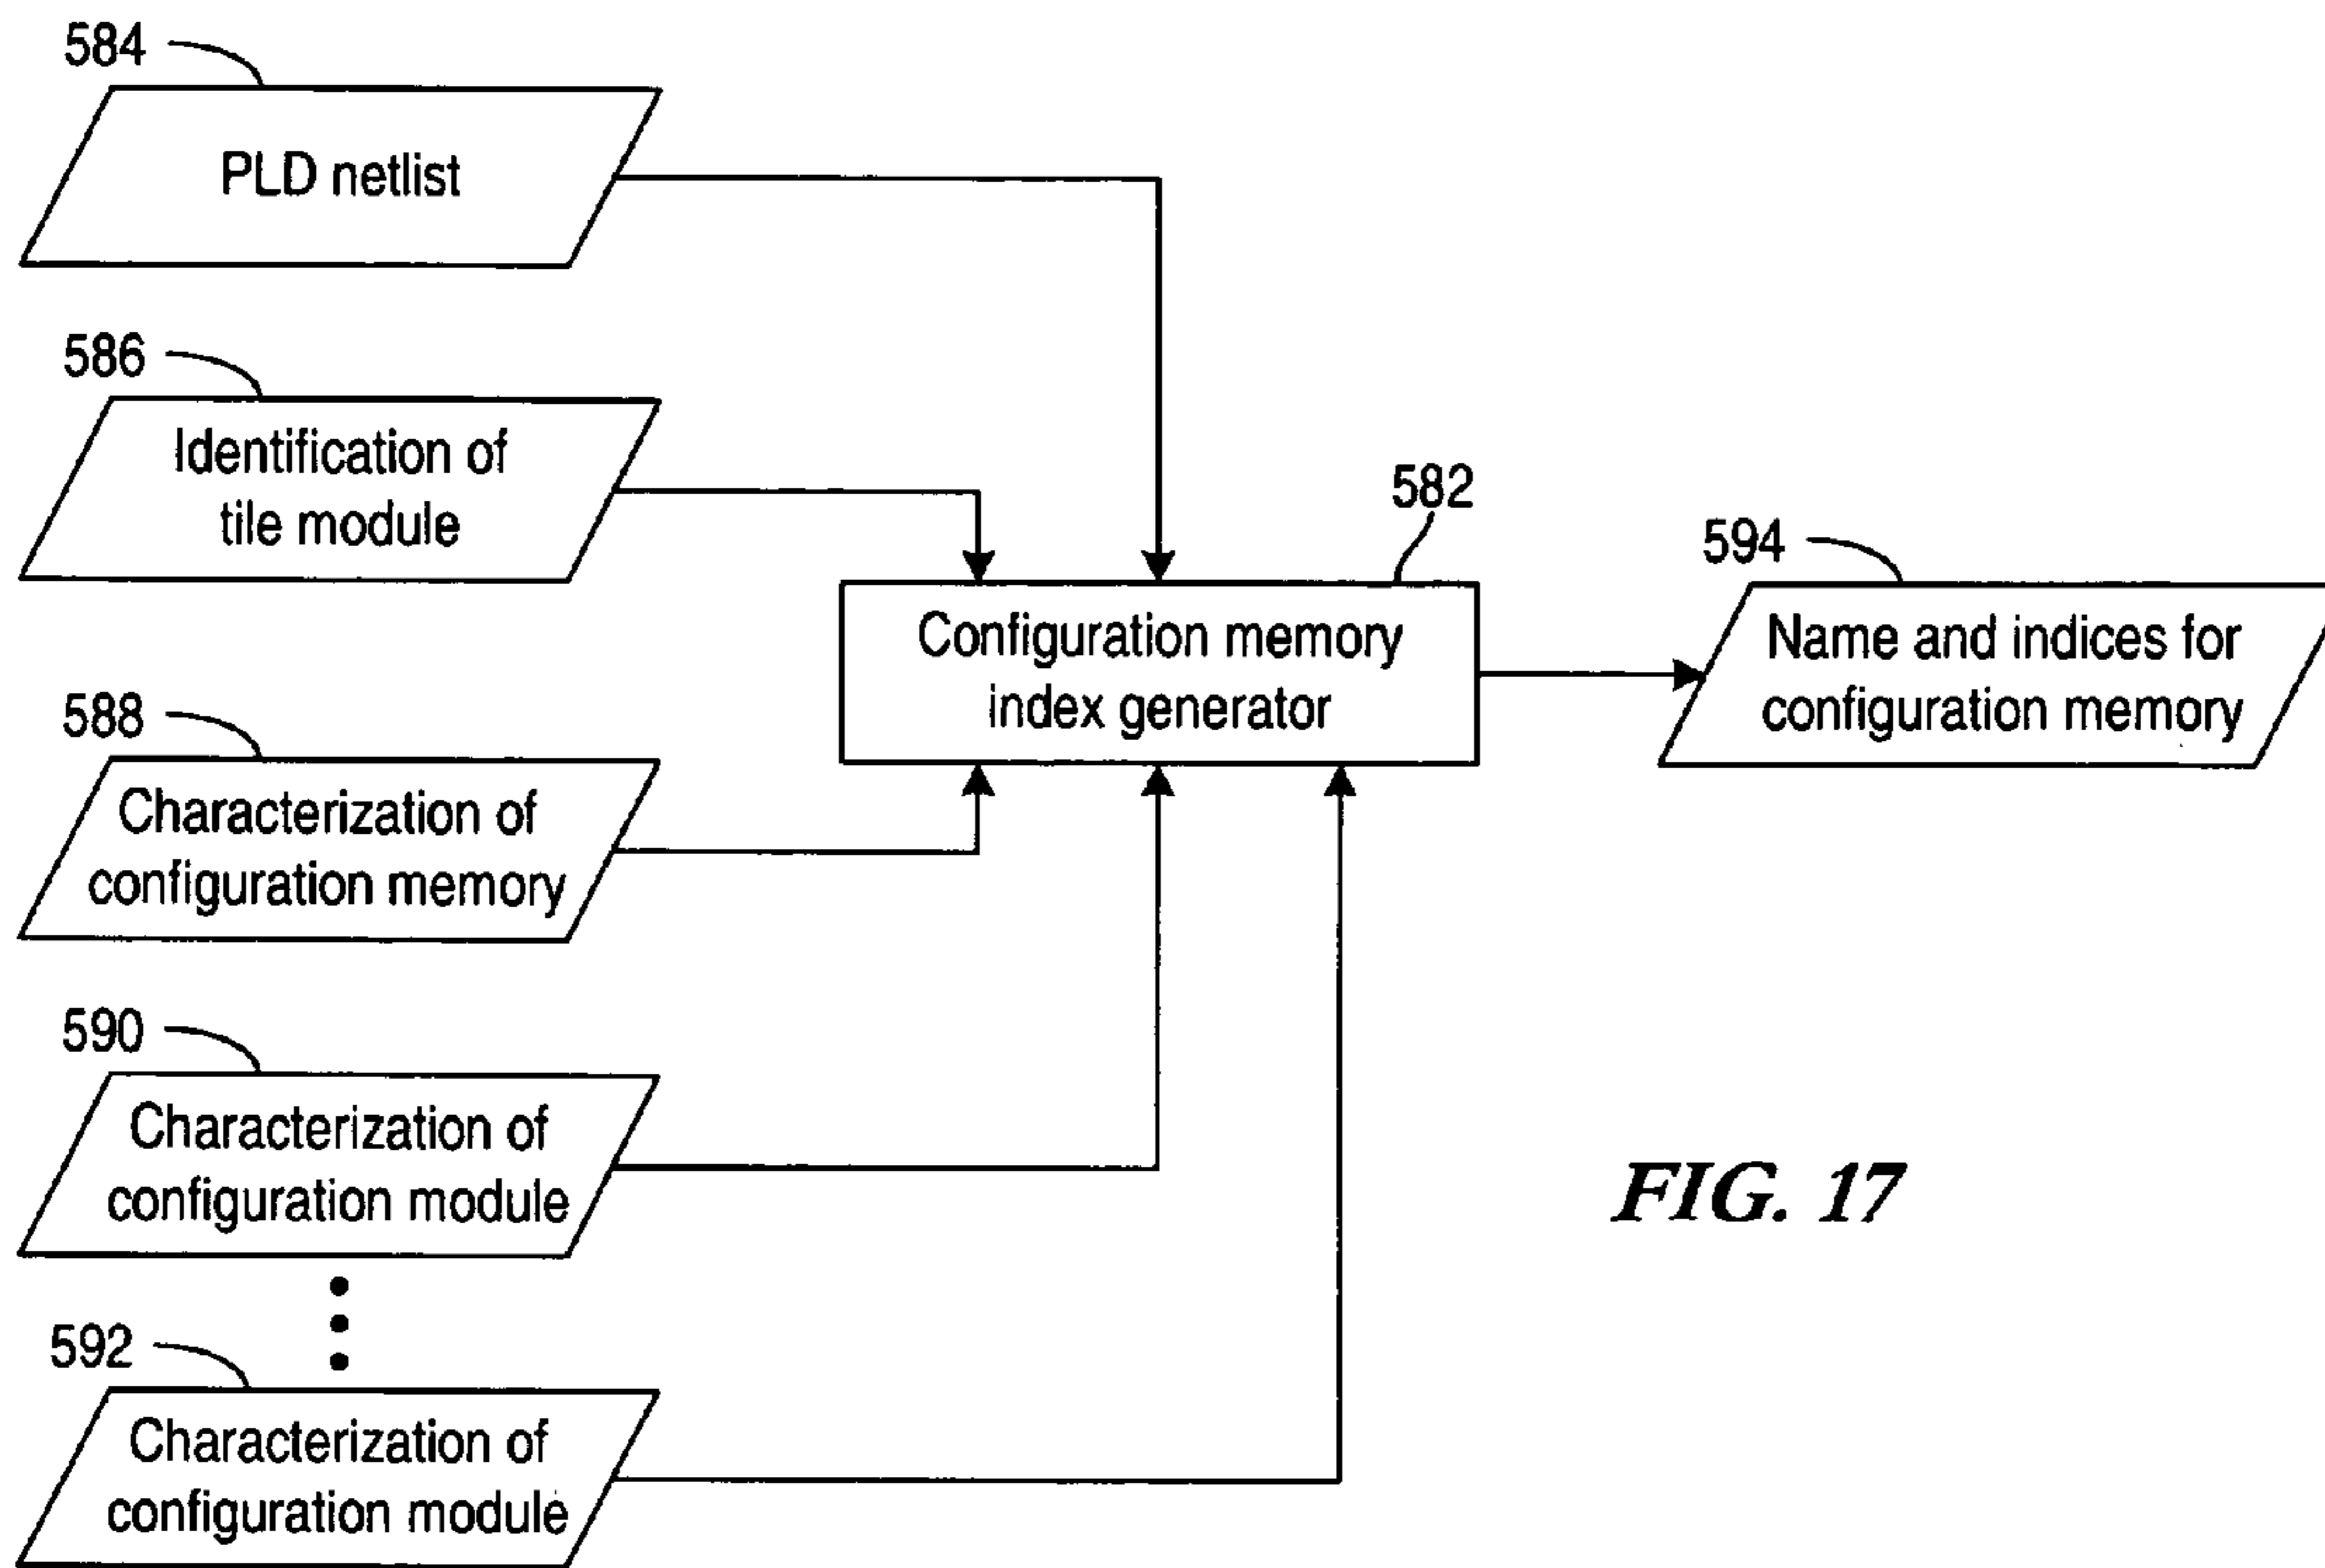 584
PLD netlist
586
Identification of
tile module
582
Configuration memory
index generator
594
Name and indices for
configuration memory
588
Characterization of
configuration memory
590
Characterization of
configuration module
592
Characterization of
configuration module
FIG. 17